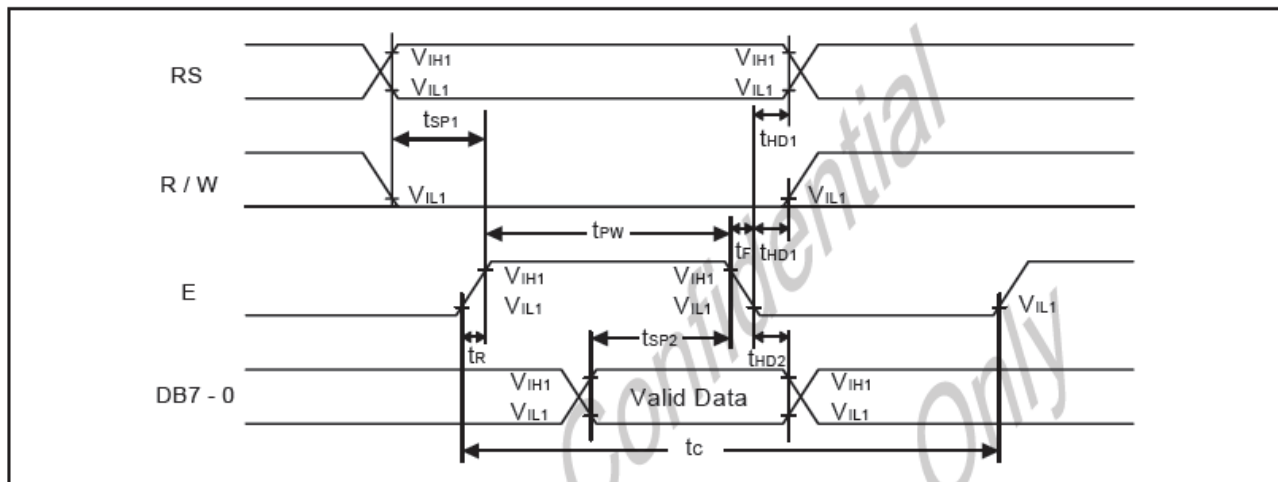 RS
VIH1
VIH1
VIL1
VIL1
tSP1
tHD1
R / W
VIL1
VIL1
tPW
tF
tHD1
E
VIH1
VIH1
VIL1
VIL1
VIL1
tR
tSP2
tHD2
DB7 - 0
VIH1
VIL1
Valid Data
VIH1
VIL1
tC
Confidential
Only